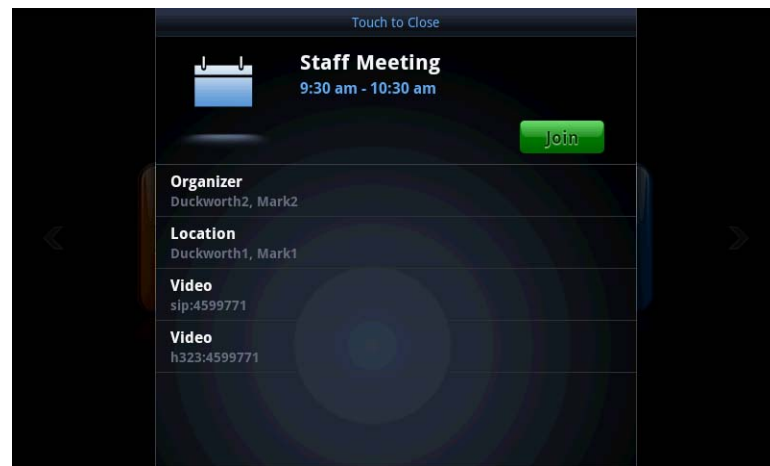 Touch to Close
Staff Meeting
9:30 am - 10:30 am
Join
Organizer
Duckworth2, Mark2
Location
Duckworth1, Mark1
Video
sip:4599771
Video
h323:4599771